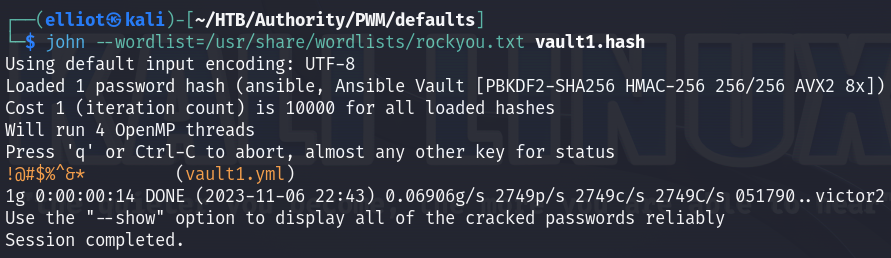 ┌──(elliot㉿kali)-[~/HTB/Authority/PWM/defaults]
└─$ john --wordlist=/usr/share/wordlists/rockyou.txt vault1.hash
Using default input encoding: UTF-8
Loaded 1 password hash (ansible, Ansible Vault [PBKDF2-SHA256 HMAC-256 256/256 AVX2 8x])
Cost 1 (iteration count) is 10000 for all loaded hashes
Will run 4 OpenMP threads
Press 'q' or Ctrl-C to abort, almost any other key for status
!@#$%^&*         (vault1.yml)
1g 0:00:00:14 DONE (2023-11-06 22:43) 0.06906g/s 2749p/s 2749c/s 2749C/s 051790..victor2
Use the "--show" option to display all of the cracked passwords reliably
Session completed.